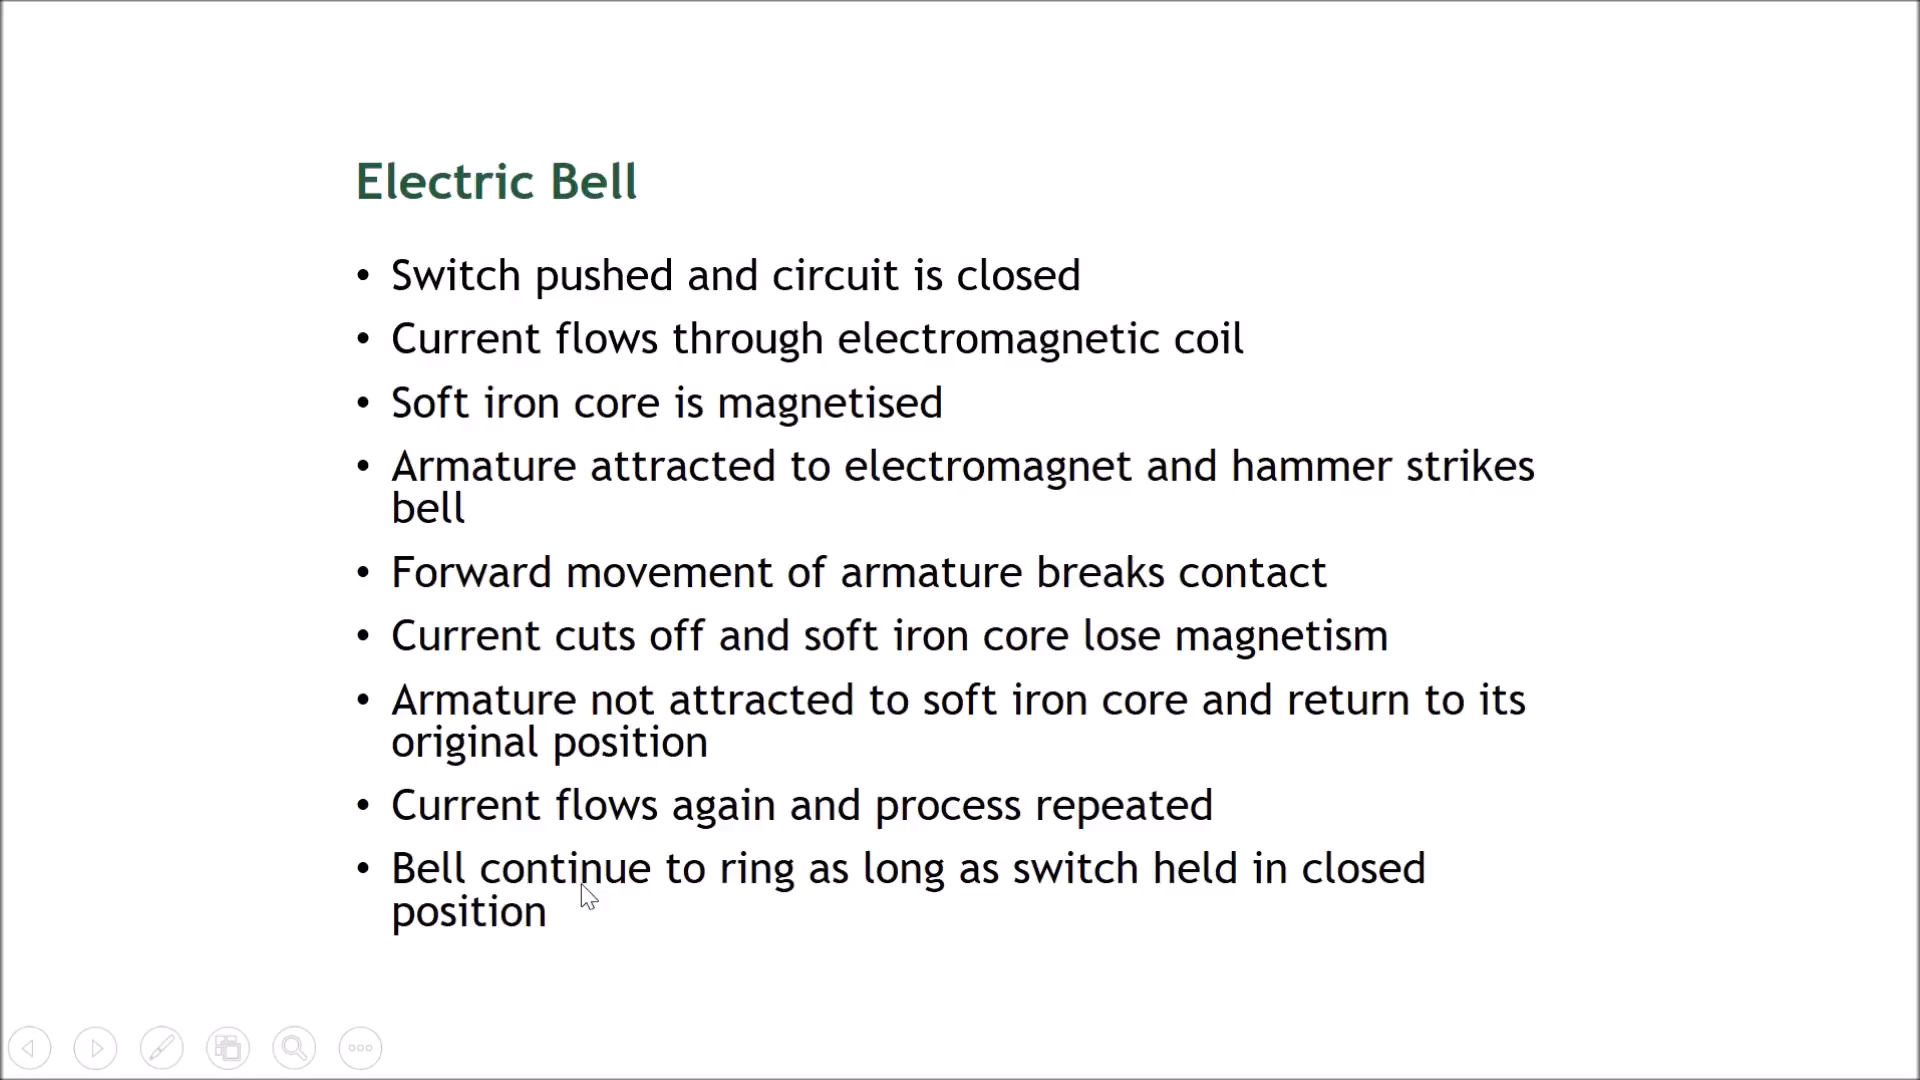 Electric Bell
• Switch pushed and circuit is closed
• Current flows through electromagnetic coil
• Soft iron core is magnetised
• Armature attracted to electromagnet and hammer strikes
bell
• Forward movement of armature breaks contact
• Current cuts off and soft iron core lose magnetism
• Armature not attracted to soft iron core and return to its
original position
• Current flows again and process repeated
• Bell continue to ring as long as switch held in closed
position